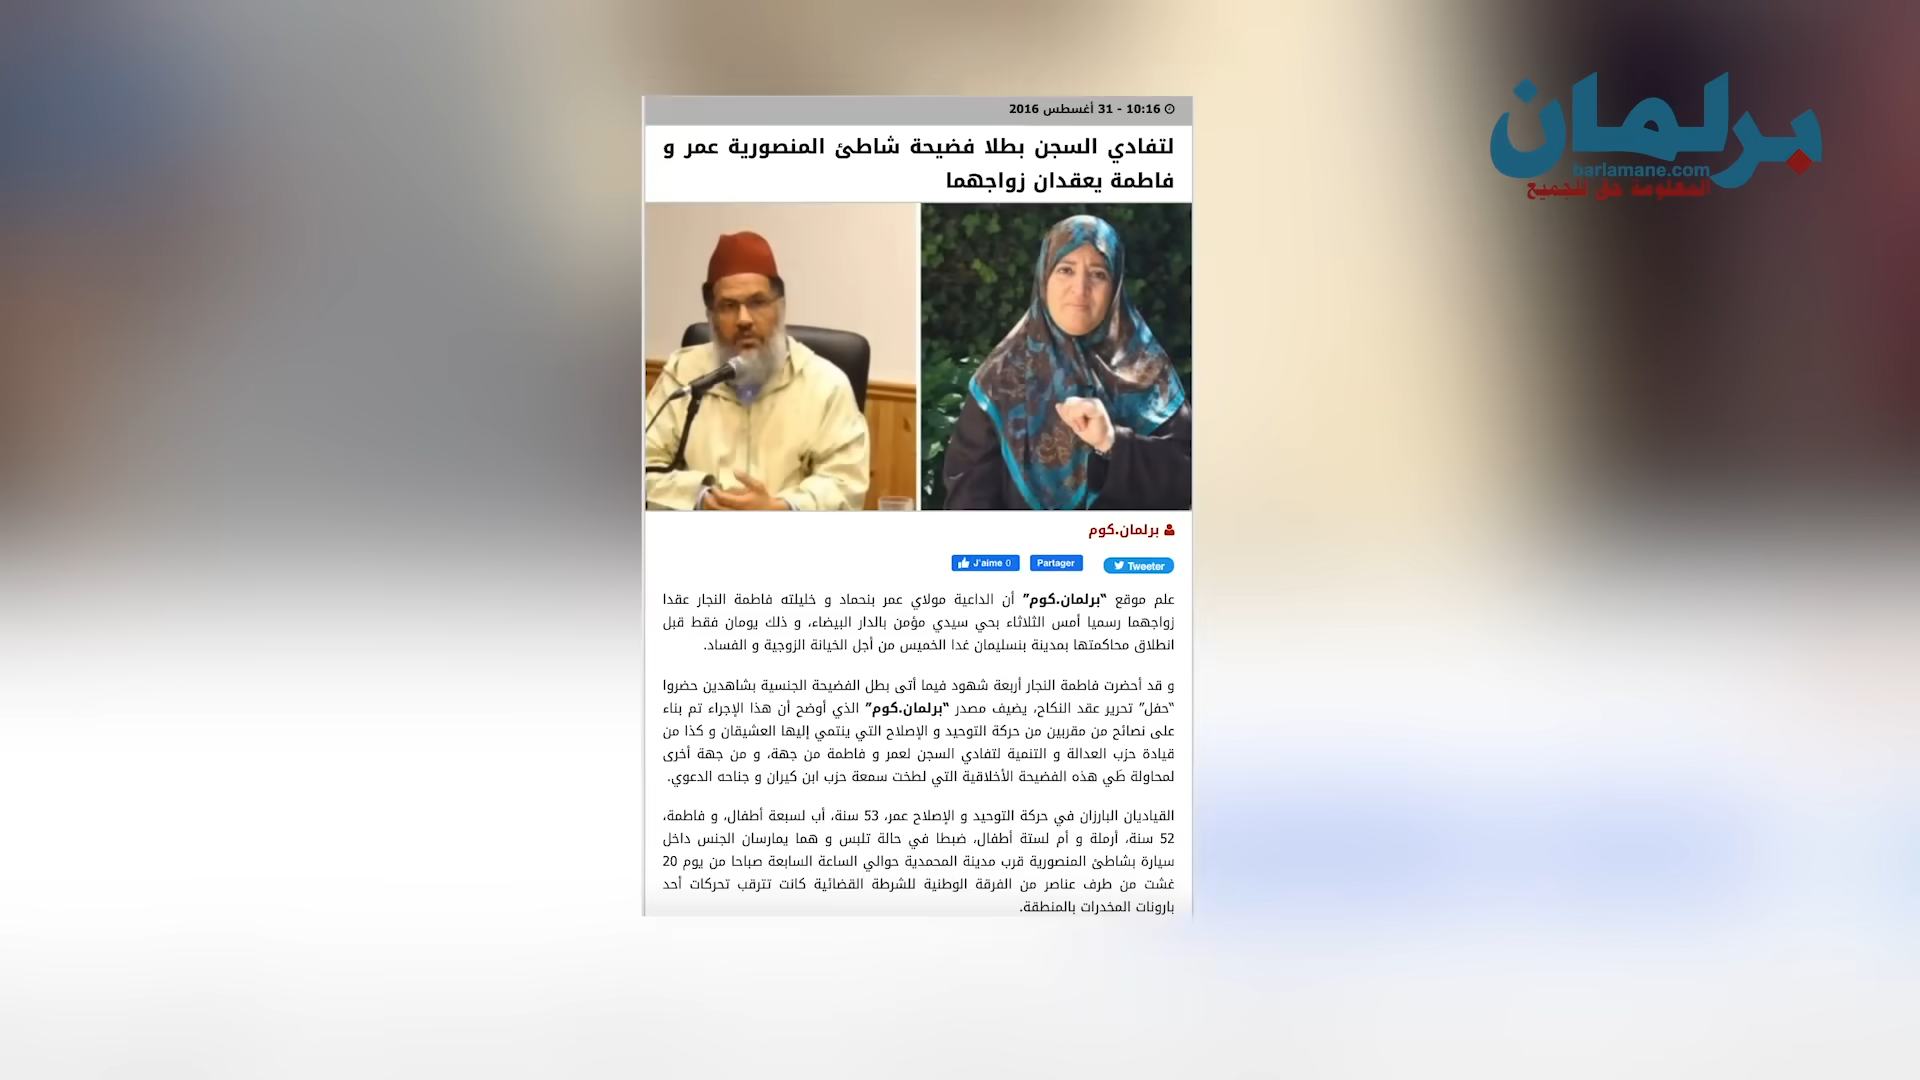 برلمان
barlamane.com
المعلومة حق للجميع
10:16 - 31 أغسطس 2016
لتفادي السجن بطلا فضيحة شاطئ المنصورية عمر و
فاطمة يعقدان زواجهما
برلمان.كوم
Tweeter Partager J'aime 0
علم موقع “برلمان.كوم” أن الداعية مولاي عمر بنحماد و خليلته فاطمة النجار عقدا
زواجهما رسميا أمس الثلاثاء بحي سيدي مؤمن بالدار البيضاء، و ذلك يومان فقط قبل
انطلاق محاكمتها بمدينة بنسليمان غدا الخميس من أجل الخيانة الزوجية و الفساد.
و قد أحضرت فاطمة النجار أربعة شهود فيما أتى بطل الفضيحة الجنسية بشاهدين حضروا
“حفل” تحرير عقد النكاح، يضيف مصدر “برلمان.كوم” الذي أوضح أن هذا الإجراء تم بناء
على نصائح من مقربين من حركة التوحيد و الإصلاح التي ينتمي إليها العشيقان و كذا من
قيادة حزب العدالة و التنمية لتفادي السجن لعمر و فاطمة من جهة، و من جهة أخرى
لمحاولة طَي هذه الفضيحة الأخلاقية التي لطخت سمعة حزب ابن كيران و جناحه الدعوي.
القياديان البارزان في حركة التوحيد و الإصلاح عمر، 53 سنة، أب لسبعة أطفال، و فاطمة،
52 سنة، أرملة و أم لستة أطفال، ضبطا في حالة تلبس و هما يمارسان الجنس داخل
سيارة بشاطئ المنصورية قرب مدينة المحمدية حوالي الساعة السابعة صباحا من يوم 20
غشت من طرف عناصر من الفرقة الوطنية للشرطة القضائية كانت تترقب تحركات أحد
بارونات المخدرات بالمنطقة.